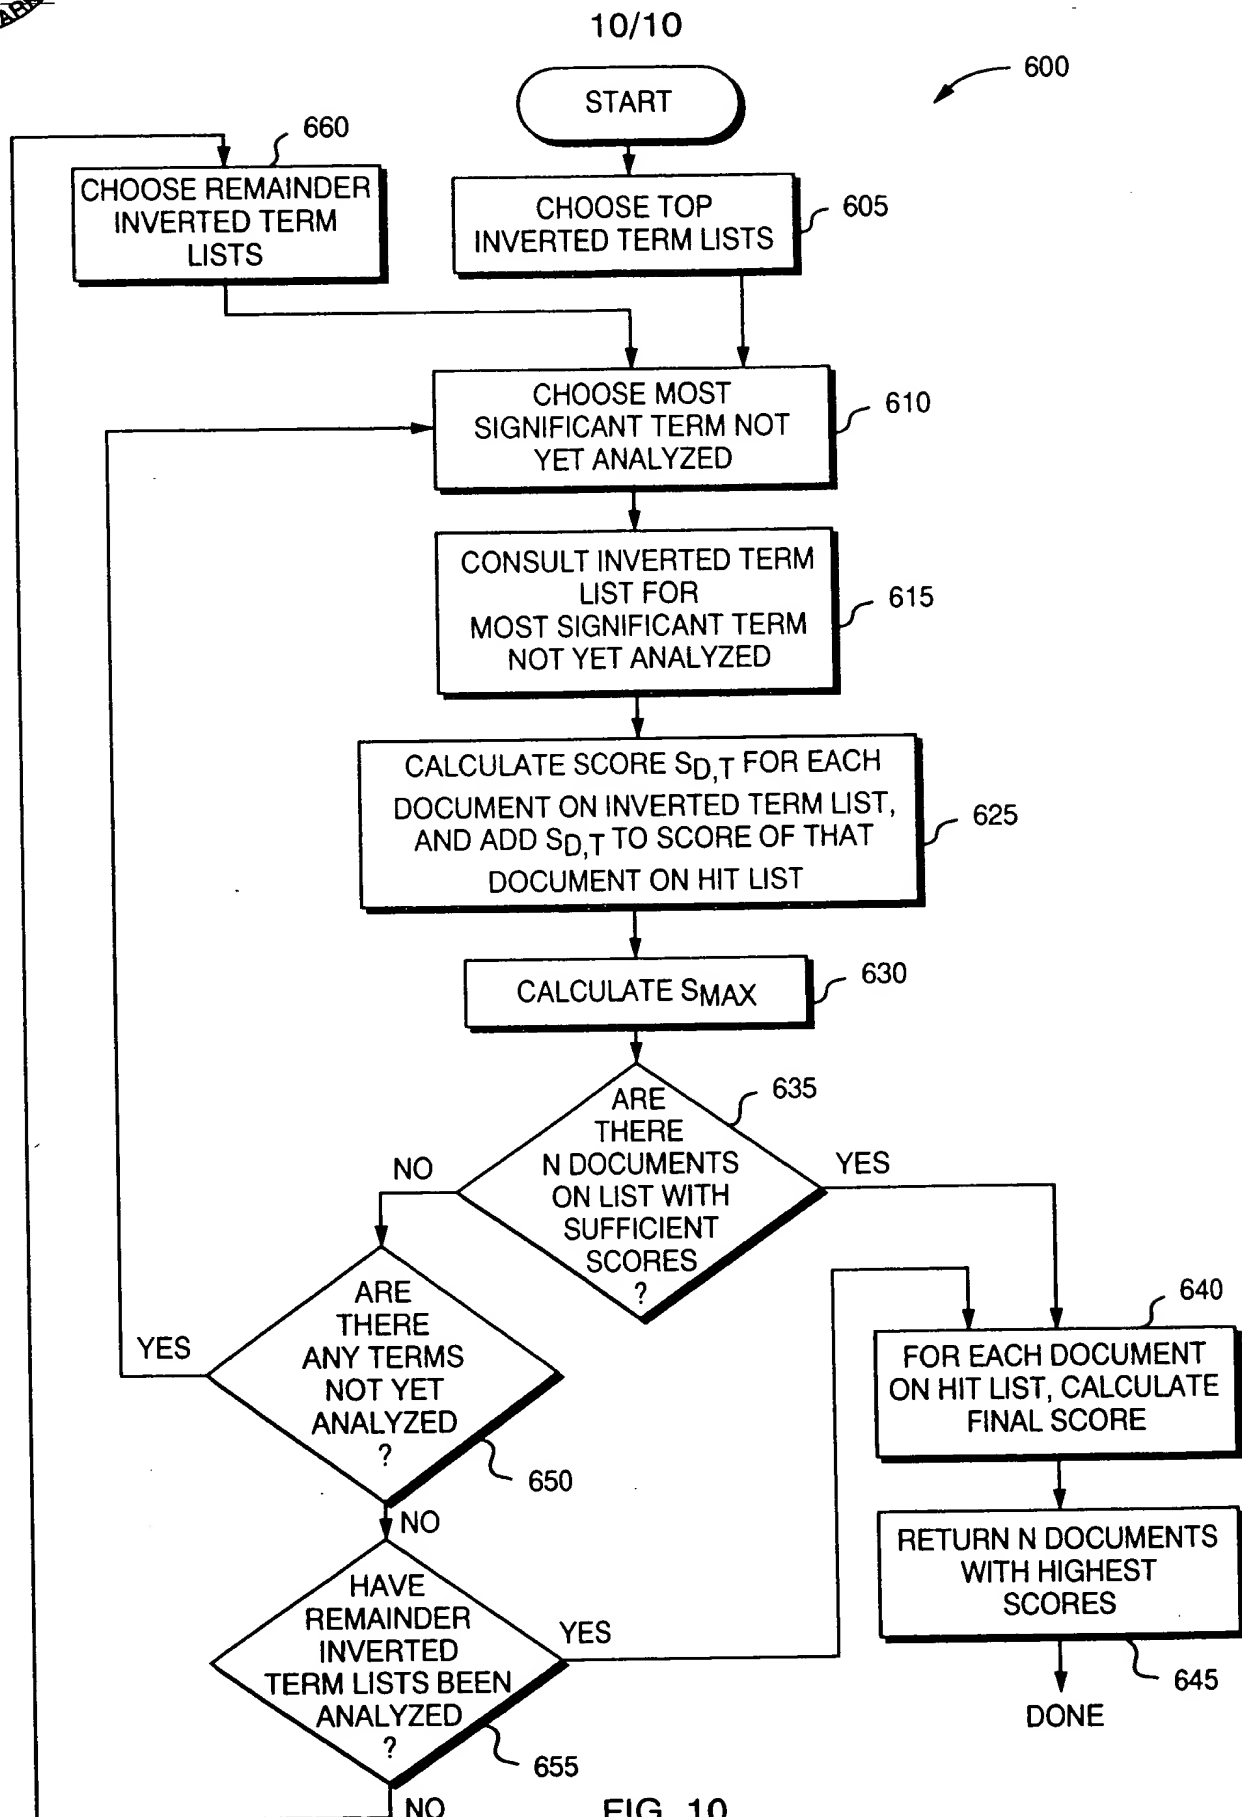 10/10
600
START
660
CHOOSE REMAINDER
INVERTED TERM
LISTS
CHOOSE TOP
INVERTED TERM LISTS
605
CHOOSE MOST
SIGNIFICANT TERM NOT
YET ANALYZED
610
CONSULT INVERTED TERM
LIST FOR
MOST SIGNIFICANT TERM
NOT YET ANALYZED
615
CALCULATE SCORE SD,T FOR EACH
DOCUMENT ON INVERTED TERM LIST,
AND ADD SD,T TO SCORE OF THAT
DOCUMENT ON HIT LIST
625
CALCULATE SMAX
630
ARE
THERE
N DOCUMENTS
ON LIST WITH
SUFFICIENT
SCORES
?
635
NO
YES
ARE
THERE
ANY TERMS
NOT YET
ANALYZED
?
YES
650
NO
640
FOR EACH DOCUMENT
ON HIT LIST, CALCULATE
FINAL SCORE
RETURN N DOCUMENTS
WITH HIGHEST
SCORES
645
DONE
HAVE
REMAINDER
INVERTED
TERM LISTS BEEN
ANALYZED
?
YES
655
NO
FIG. 10